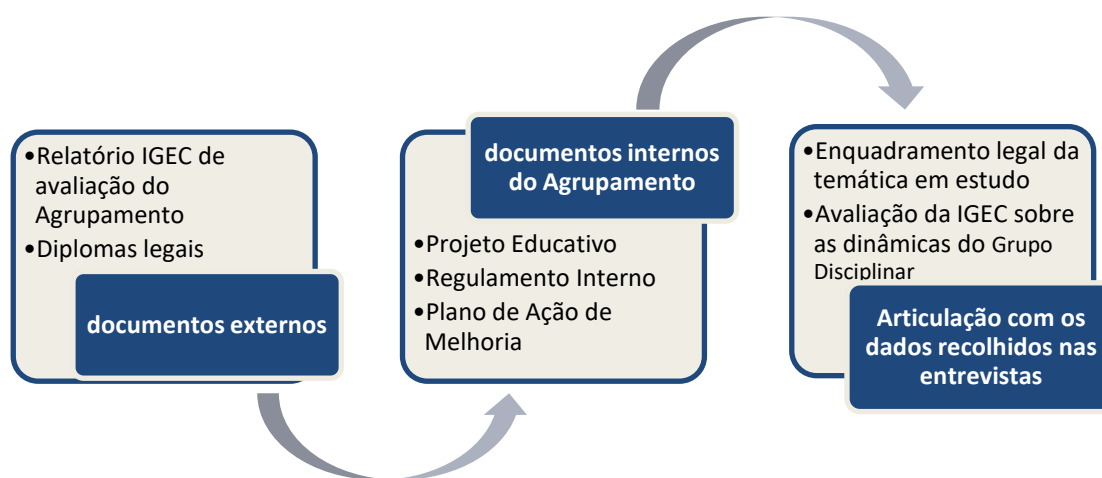 •Relatório IGEC de
avaliação do
Agrupamento
•Diplomas legais
documentos externos
documentos internos
do Agrupamento
•Projeto Educativo
•Regulamento Interno
•Plano de Ação de
Melhoria
•Enquadramento legal da
temática em estudo
•Avaliação da IGEC sobre
as dinâmicas do Grupo
Disciplinar
Articulação com os
dados recolhidos nas
entrevistas